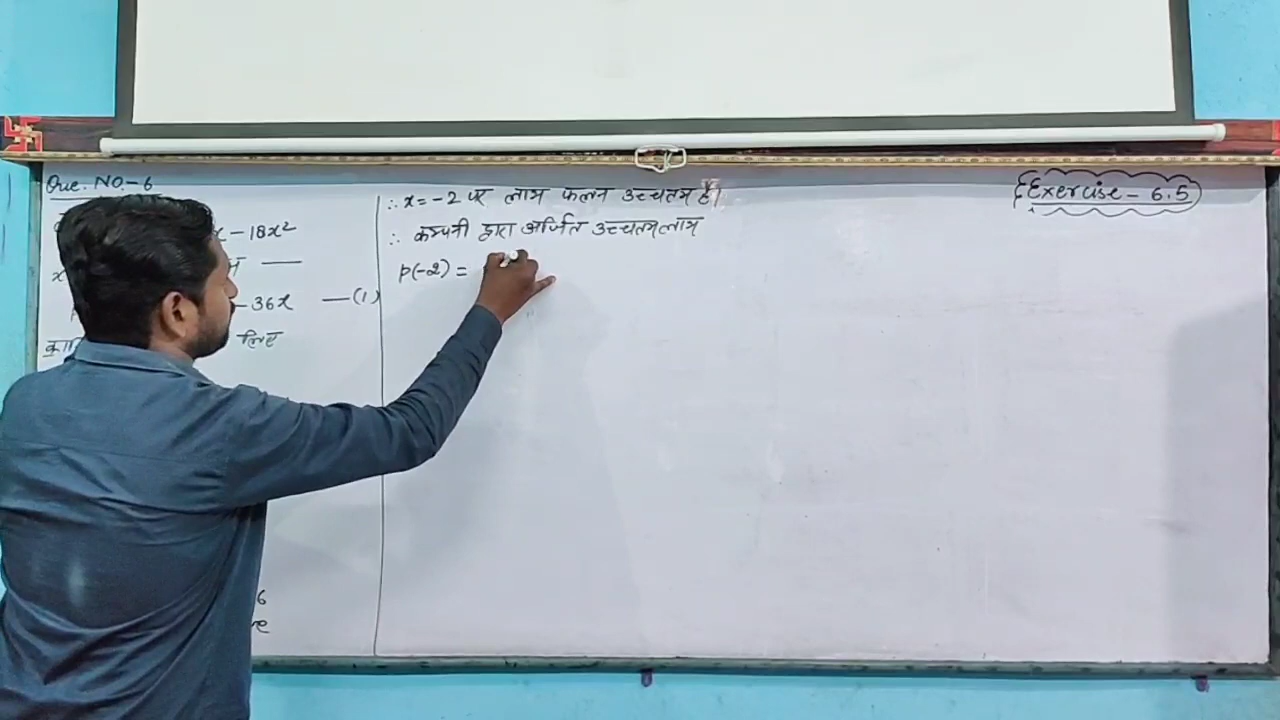 Que. NO.-6
x - 18x²
— 36x —(1)
लिए
6
∴ x = -2 पर लाभ फलन उच्चतम है।
∴ कम्पनी द्वारा अर्जित उच्चतम लाभ
p(-2) =
Exercise - 6.5